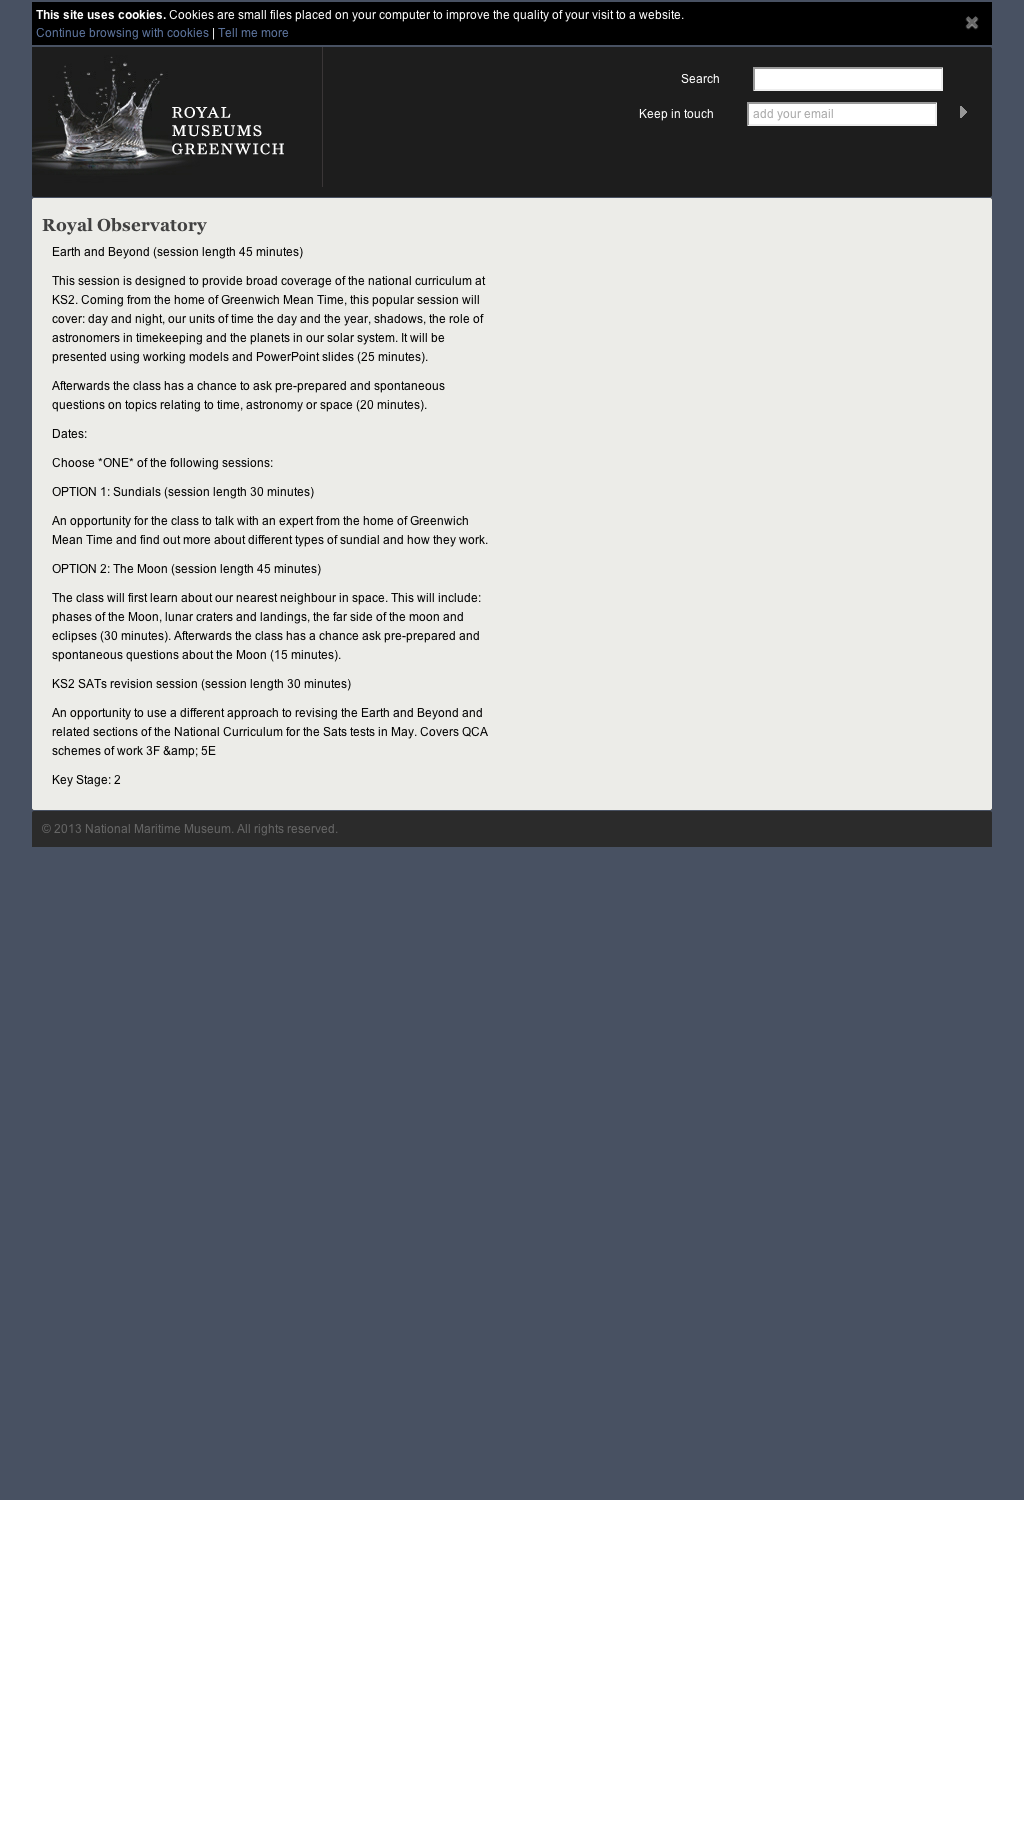 This site uses cookies. Cookies are small files placed on your computer to improve the quality of your visit to a website.
Continue browsing with cookies | Tell me more
ROYAL
MUSEUMS
GREENWICH
Search
Keep in touch
add your email
Royal Observatory
Earth and Beyond (session length 45 minutes)
This session is designed to provide broad coverage of the national curriculum at
KS2. Coming from the home of Greenwich Mean Time, this popular session will
cover: day and night, our units of time the day and the year, shadows, the role of
astronomers in timekeeping and the planets in our solar system. It will be
presented using working models and PowerPoint slides (25 minutes).
Afterwards the class has a chance to ask pre-prepared and spontaneous
questions on topics relating to time, astronomy or space (20 minutes).
Dates:
Choose *ONE* of the following sessions:
OPTION 1: Sundials (session length 30 minutes)
An opportunity for the class to talk with an expert from the home of Greenwich
Mean Time and find out more about different types of sundial and how they work.
OPTION 2: The Moon (session length 45 minutes)
The class will first learn about our nearest neighbour in space. This will include:
phases of the Moon, lunar craters and landings, the far side of the moon and
eclipses (30 minutes). Afterwards the class has a chance ask pre-prepared and
spontaneous questions about the Moon (15 minutes).
KS2 SATs revision session (session length 30 minutes)
An opportunity to use a different approach to revising the Earth and Beyond and
related sections of the National Curriculum for the Sats tests in May. Covers QCA
schemes of work 3F &amp; 5E
Key Stage: 2
© 2013 National Maritime Museum. All rights reserved.